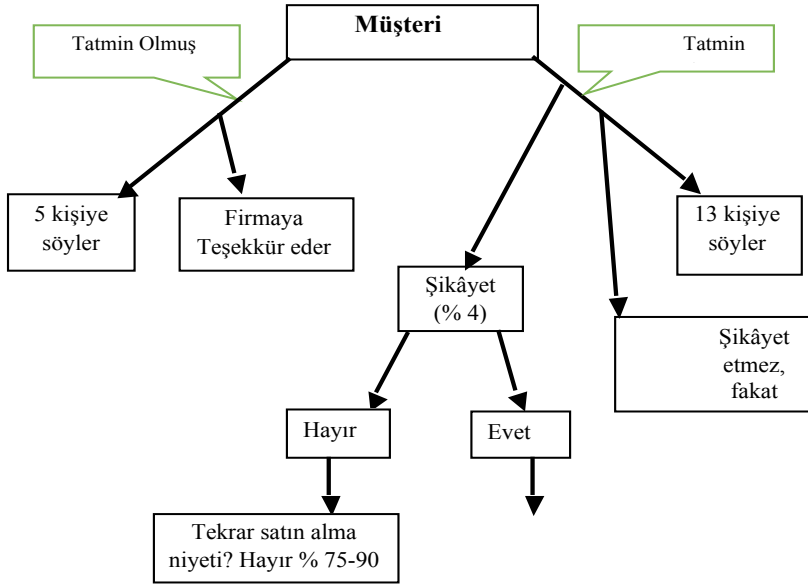 Müşteri
Tatmin Olmuş
Tatmin
5 kişiye
söyler
Firmaya
Teşekkür eder
13 kişiye
söyler
Şikâyet
(% 4)
Şikâyet
etmez,
fakat
Hayır
Evet
Tekrar satın alma
niyeti? Hayır % 75-90